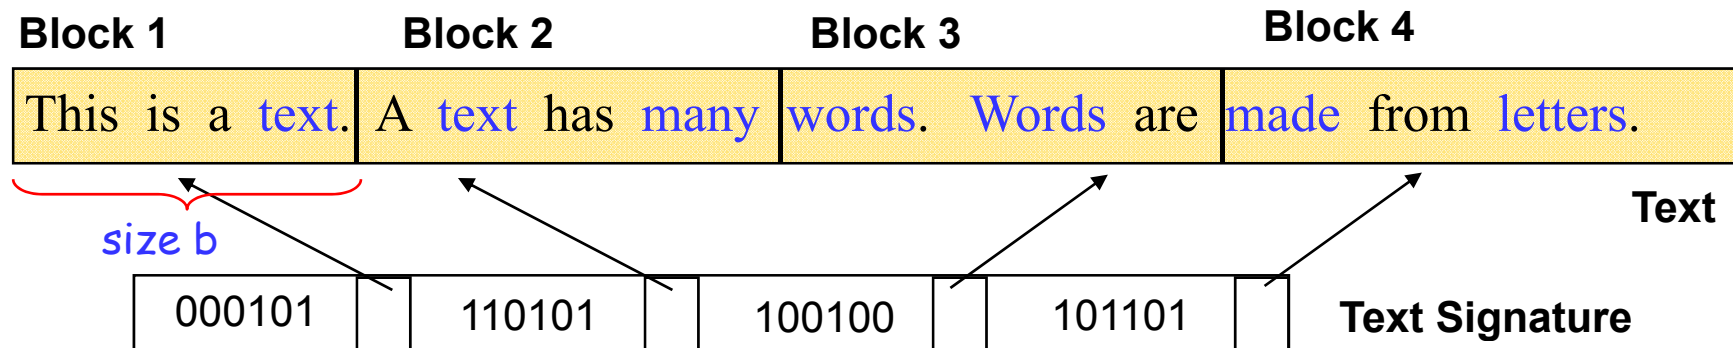 Block 1 Block 2 Block 3 Block 4
This is a text. A text has many words. Words are made from letters.
Text
size b
000101 110101 100100 101101 Text Signature